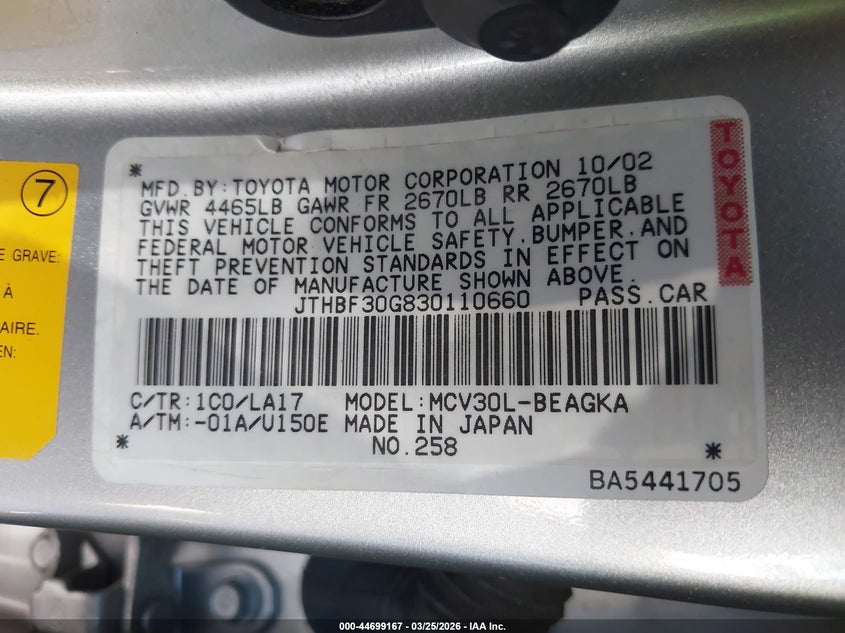 7
E GRAVE:
À
AIRE.
EN:
* MFD.BY:TOYOTA MOTOR CORPORATION 10/02
GVWR 4465LB GAWR FR 2670LB RR 2670LB
THIS VEHICLE CONFORMS TO ALL APPLICABLE
FEDERAL MOTOR VEHICLE SAFETY,BUMPER,AND
THEFT PREVENTION STANDARDS IN EFFECT ON
THE DATE OF MANUFACTURE SHOWN ABOVE.
JTHBF30G830110660 PASS.CAR
C/TR:1C0/LA17 MODEL:MCV30L-BEAGKA
A/TM:-01A/U150E MADE IN JAPAN
* NO.258 *
BA5441705
TOYOTA
000-44699167 | 03/25/2026 – IAA Inc.